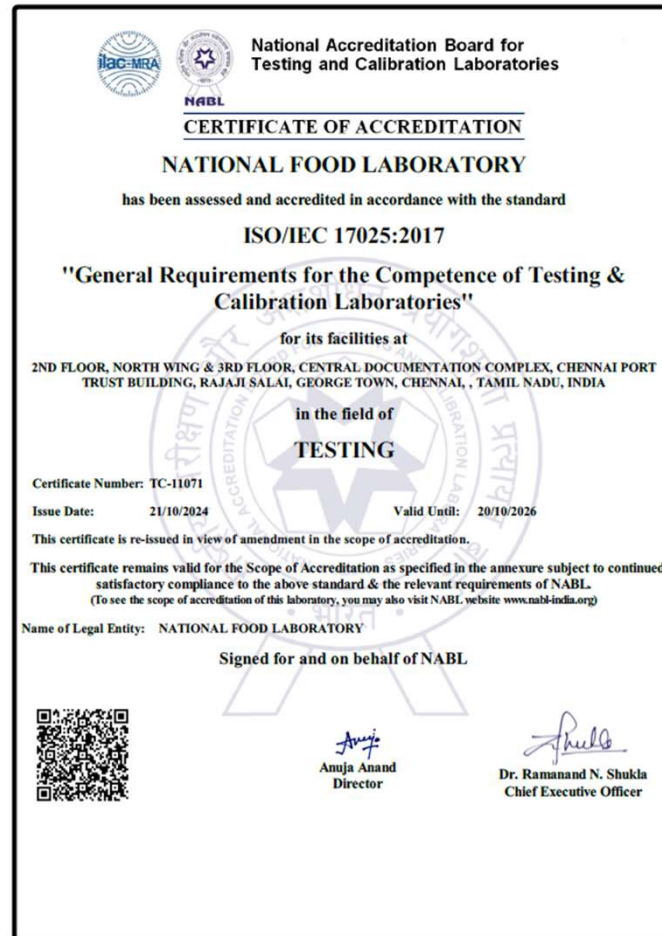 ilac-MRA
NABL
National Accreditation Board for
Testing and Calibration Laboratories
CERTIFICATE OF ACCREDITATION
NATIONAL FOOD LABORATORY
has been assessed and accredited in accordance with the standard
ISO/IEC 17025:2017
"General Requirements for the Competence of Testing &
Calibration Laboratories"
for its facilities at
2ND FLOOR, NORTH WING & 3RD FLOOR, CENTRAL DOCUMENTATION COMPLEX, CHENNAI PORT
TRUST BUILDING, RAJAJI SALAI, GEORGE TOWN, CHENNAI, , TAMIL NADU, INDIA
in the field of
TESTING
Certificate Number: TC-11071
Issue Date: 21/10/2024 Valid Until: 20/10/2026
This certificate is re-issued in view of amendment in the scope of accreditation.
This certificate remains valid for the Scope of Accreditation as specified in the annexure subject to continued
satisfactory compliance to the above standard & the relevant requirements of NABL.
(To see the scope of accreditation of this laboratory, you may also visit NABL website www.nabl-india.org)
Name of Legal Entity: NATIONAL FOOD LABORATORY
Signed for and on behalf of NABL
Anuja Anand
Director
Dr. Ramanand N. Shukla
Chief Executive Officer
भारत